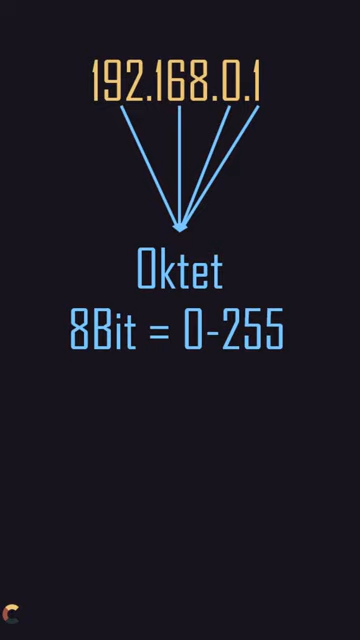 192.168.0.1
Oktet
8Bit = 0-255